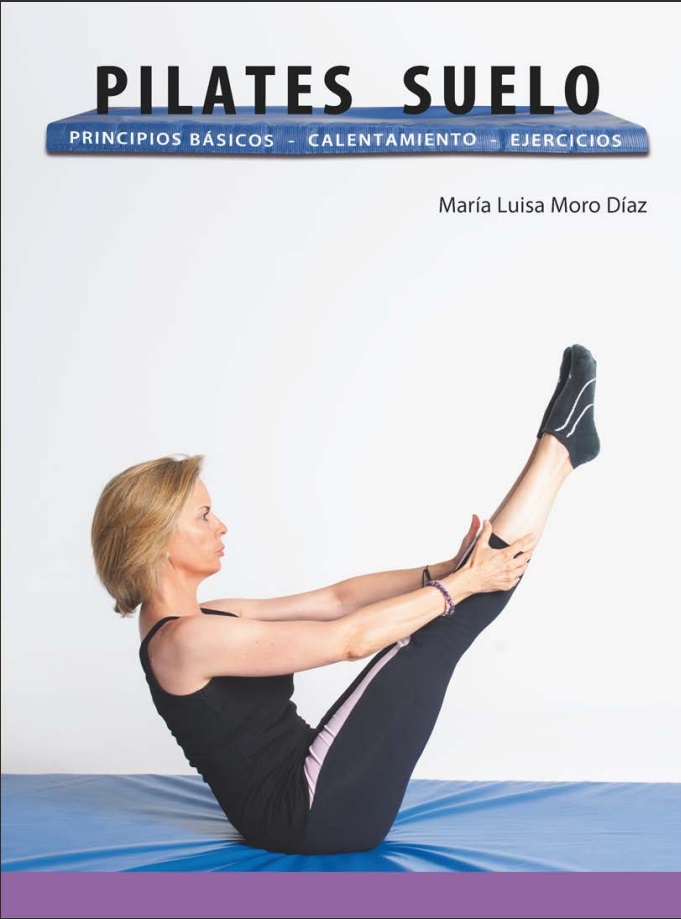 PILATES SUELO
PRINCIPIOS BÁSICOS - CALENTAMIENTO - EJERCICIOS
María Luisa Moro Díaz